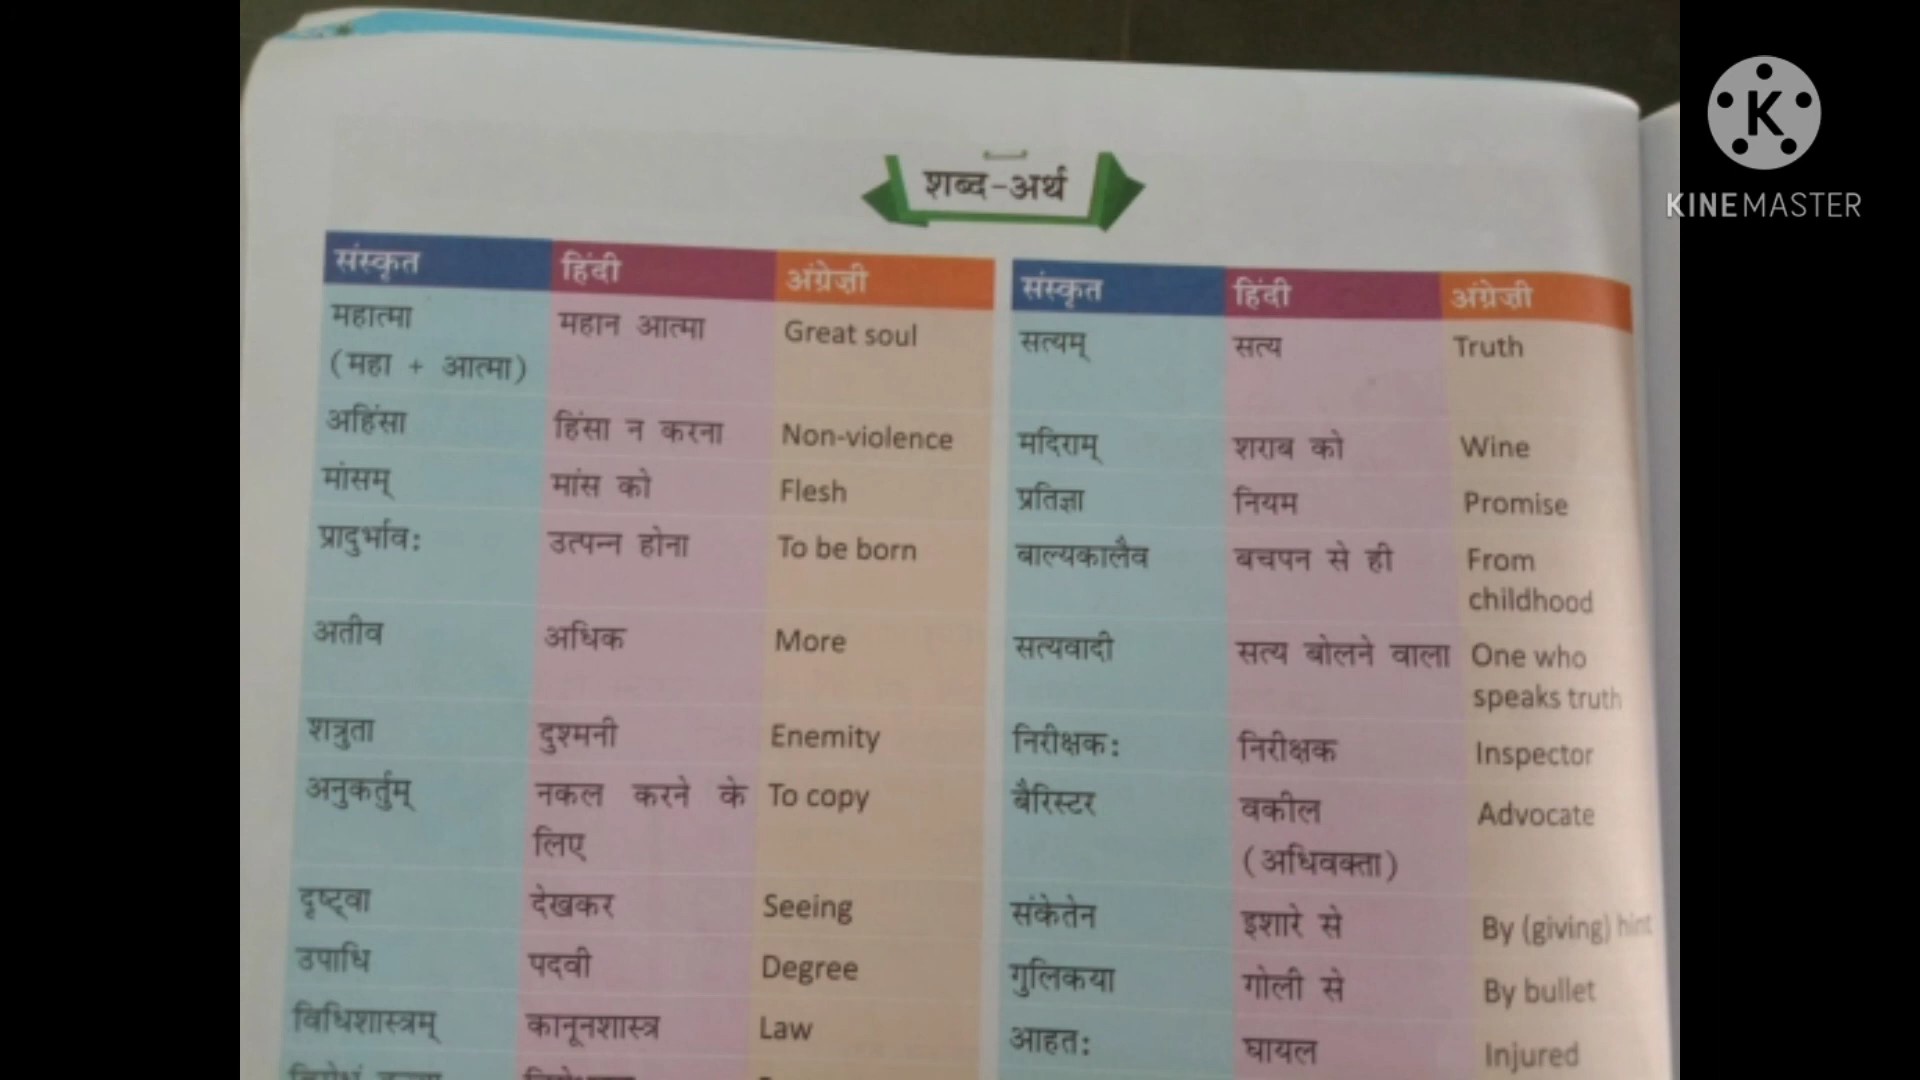 शब्द-अर्थ
संस्कृत हिंदी अंग्रेज़ी
महात्मा महान आत्मा Great soul
(महा + आत्मा)
अहिंसा हिंसा न करना Non-violence
मांसम् मांस को Flesh
प्रादुर्भावः उत्पन्न होना To be born
अतीव अधिक More
शत्रुता दुश्मनी Enemity
अनुकर्तुम् नकल करने के To copy
लिए
दृष्ट्वा देखकर Seeing
उपाधि पदवी Degree
विधिशास्त्रम् कानूनशास्त्र Law
संस्कृत हिंदी अंग्रेज़ी
सत्यम् सत्य Truth
मदिराम् शराब को Wine
प्रतिज्ञा नियम Promise
बाल्यकालैव बचपन से ही From
childhood
सत्यवादी सत्य बोलने वाला One who
speaks truth
निरीक्षकः निरीक्षक Inspector
बैरिस्टर वकील Advocate
(अधिवक्ता)
संकेतेन इशारे से By (giving) hint
गुलिकया गोली से By bullet
आहतः घायल Injured
KINEMASTER